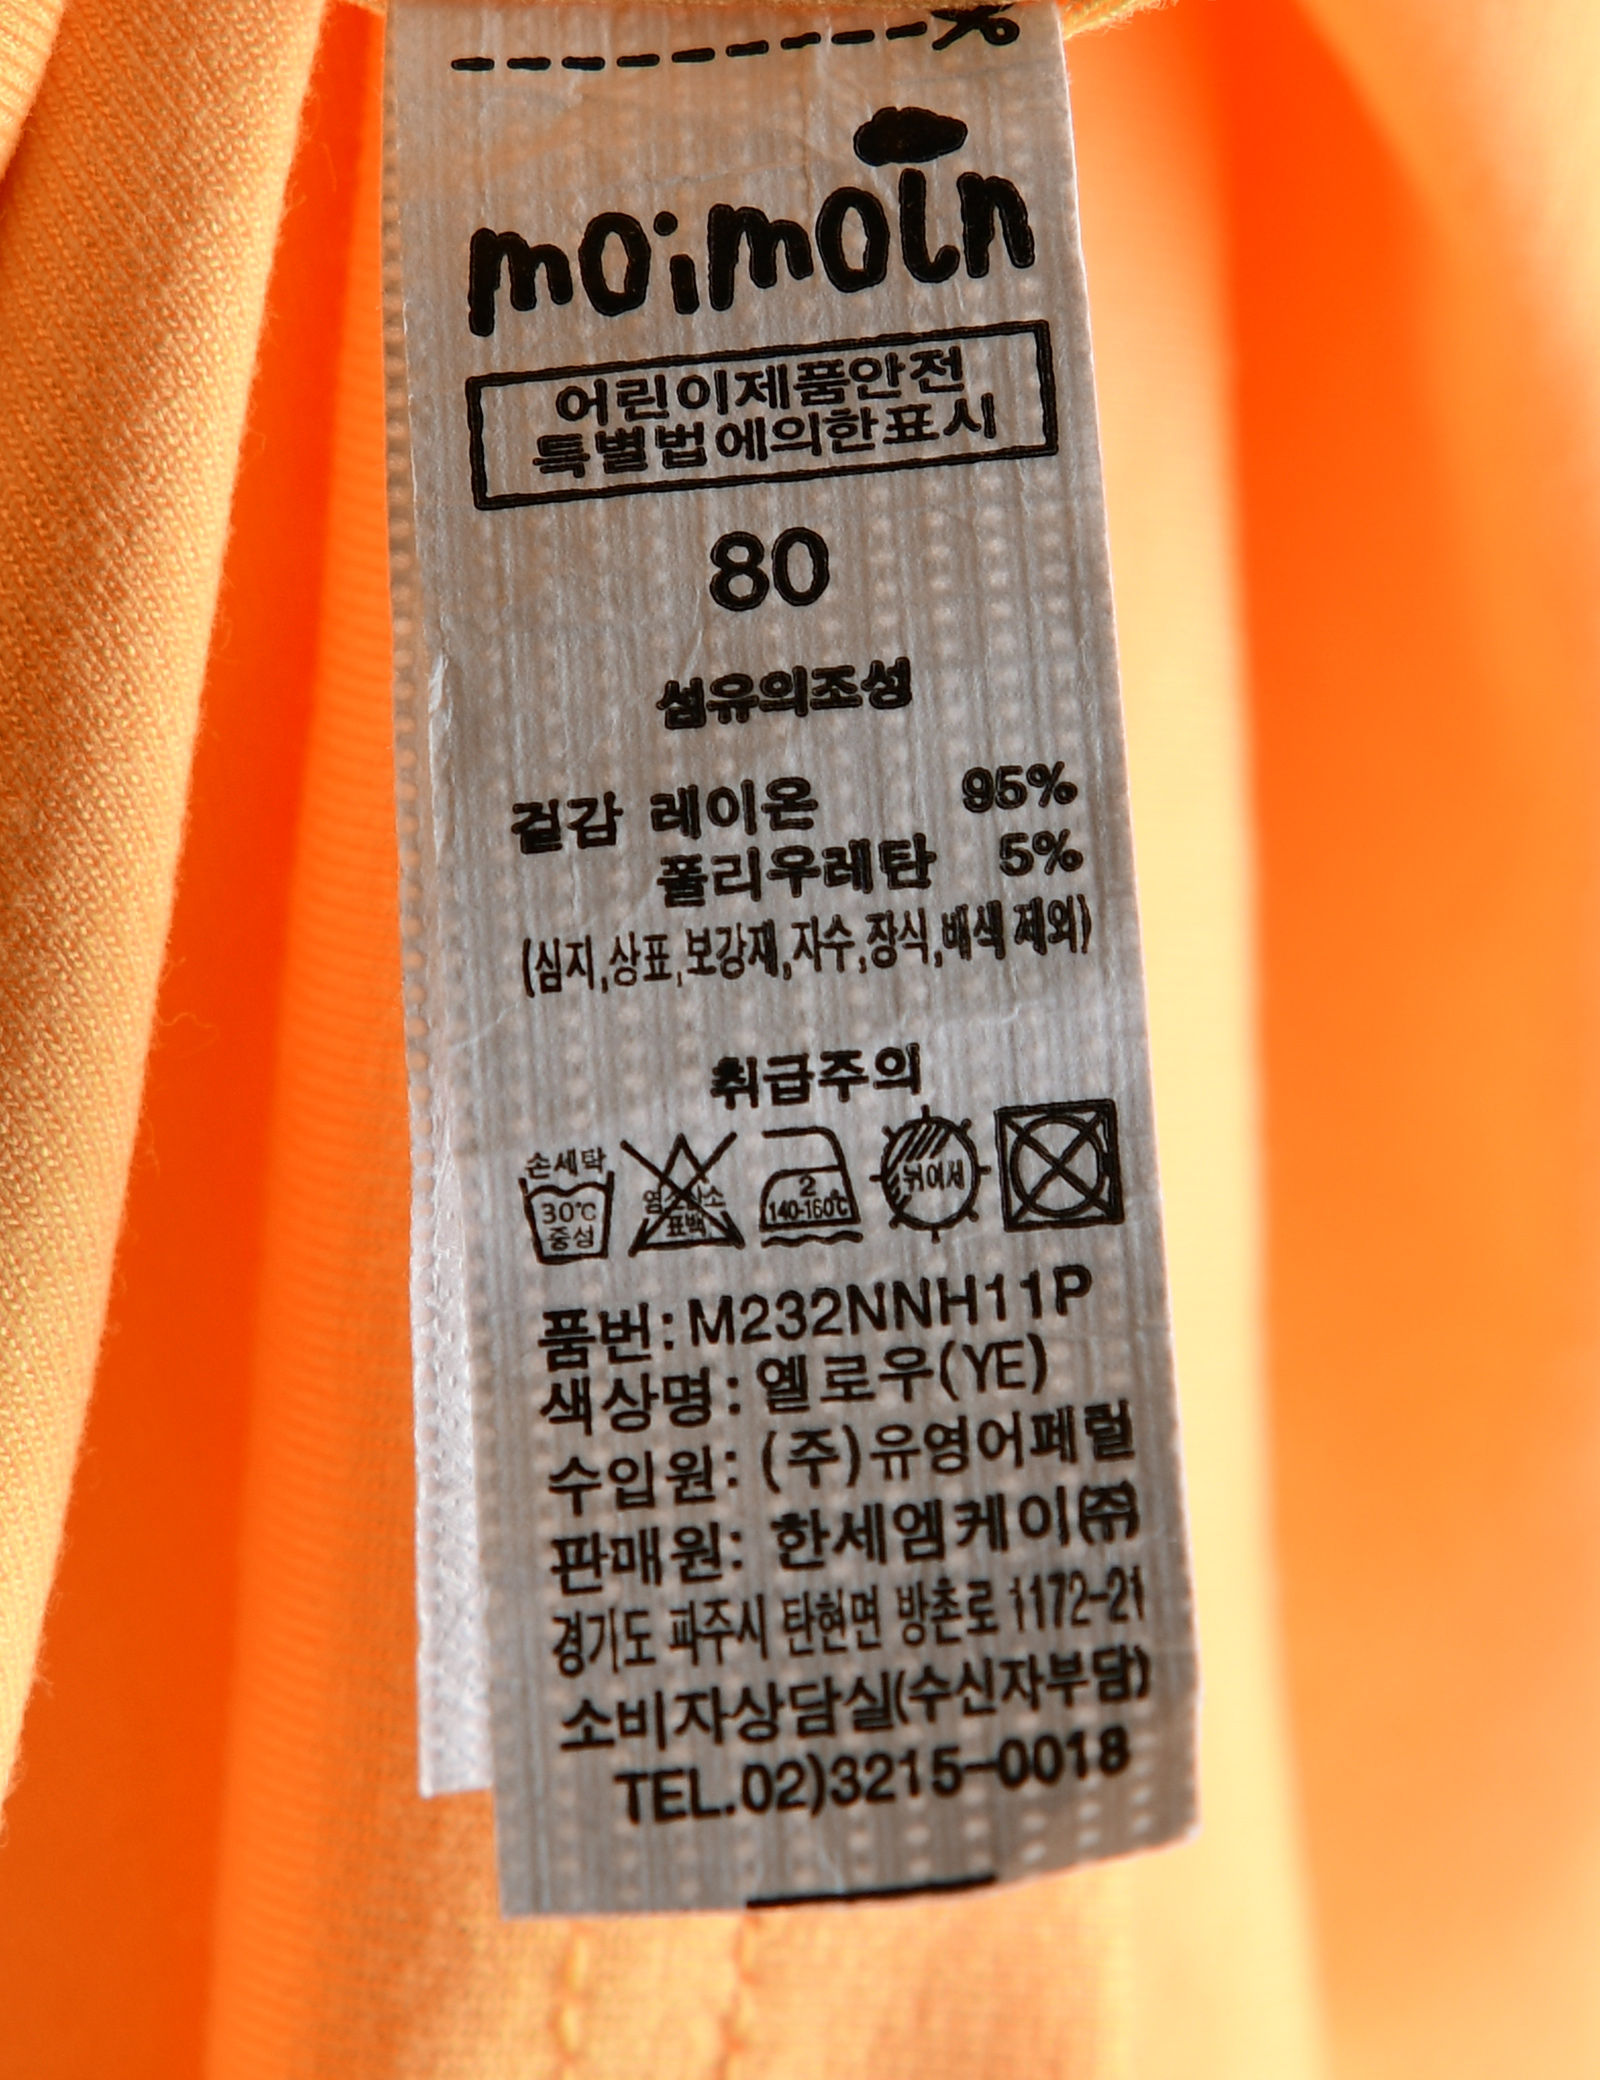 moimoln
어린이제품안전
특별법에의한표시
80
섬유의조성
겉감 레이온 95%
폴리우레탄 5%
(심지,상표,보강재,자수,장식,배색 제외)
취급주의
손세탁
30℃
중성
염소산소
표백
2
140-160℃
뉘어서
품번: M232NNH11P
색상명: 옐로우(YE)
수입원: (주)유영어패럴
판매원: 한세엠케이(주)
경기도 파주시 탄현면 방촌로 1172-21
소비자상담실(수신자부담)
TEL.02)3215-0018